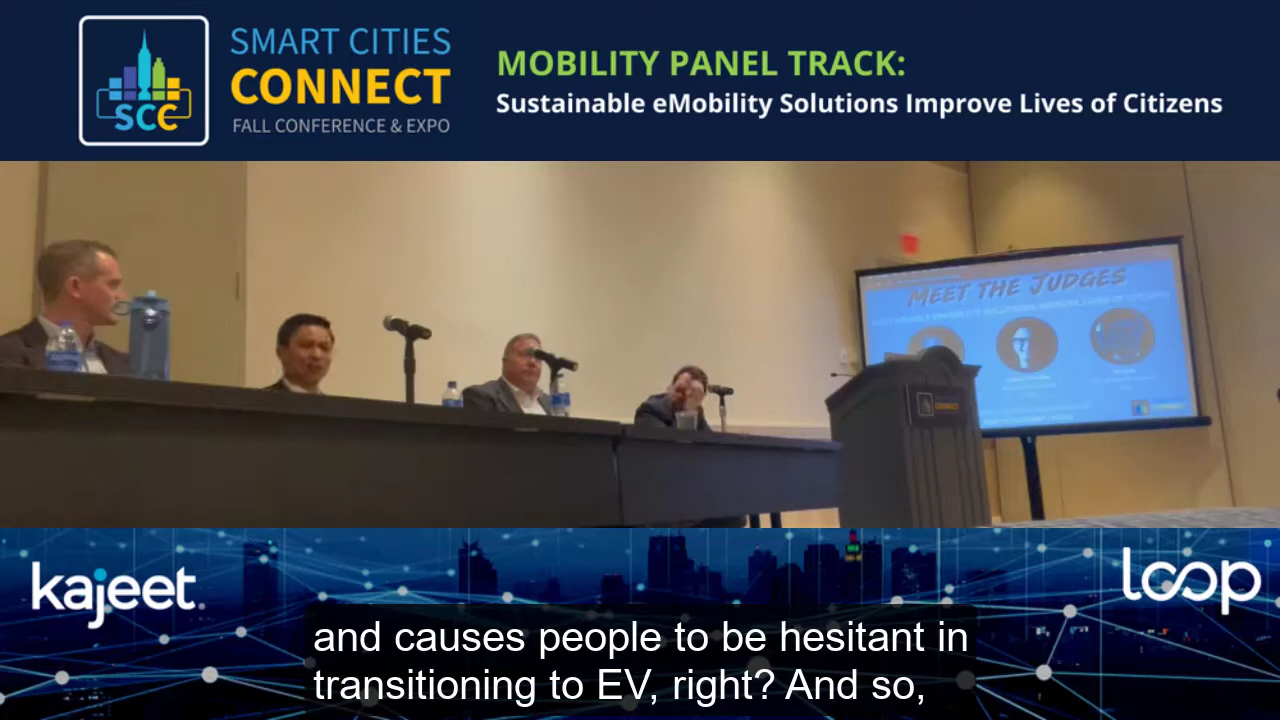 SMART CITIES
CONNECT
FALL CONFERENCE & EXPO
SCC
MOBILITY PANEL TRACK:
Sustainable eMobility Solutions Improve Lives of Citizens
MEET THE JUDGES
CONNECT
kajeet
loop
and causes people to be hesitant in
transitioning to EV, right? And so,